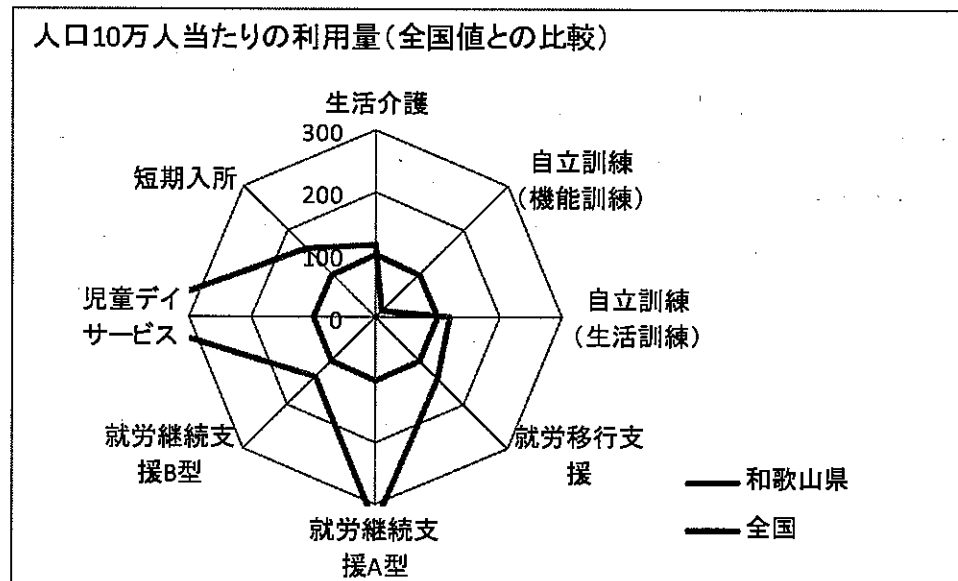 人口10万人当たりの利用量(全国値との比較)
生活介護
300
200
100
0
自立訓練
(機能訓練)
自立訓練
(生活訓練)
就労移行支
援
就労継続支
援A型
就労継続支
援B型
児童デイ
サービス
短期入所
和歌山県
全国